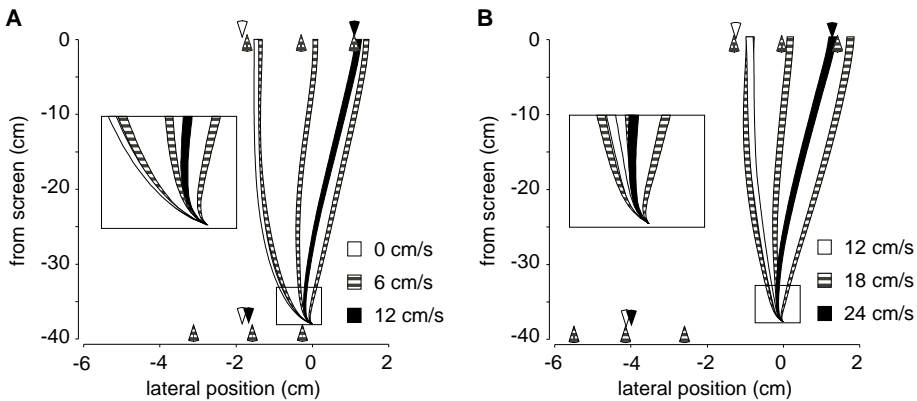 A
from screen (cm)
0
-10
-20
-30
-40
-6 -4 -2 0 2
lateral position (cm)
0 cm/s
6 cm/s
12 cm/s
B
from screen (cm)
0
-10
-20
-30
-40
-6 -4 -2 0 2
lateral position (cm)
12 cm/s
18 cm/s
24 cm/s